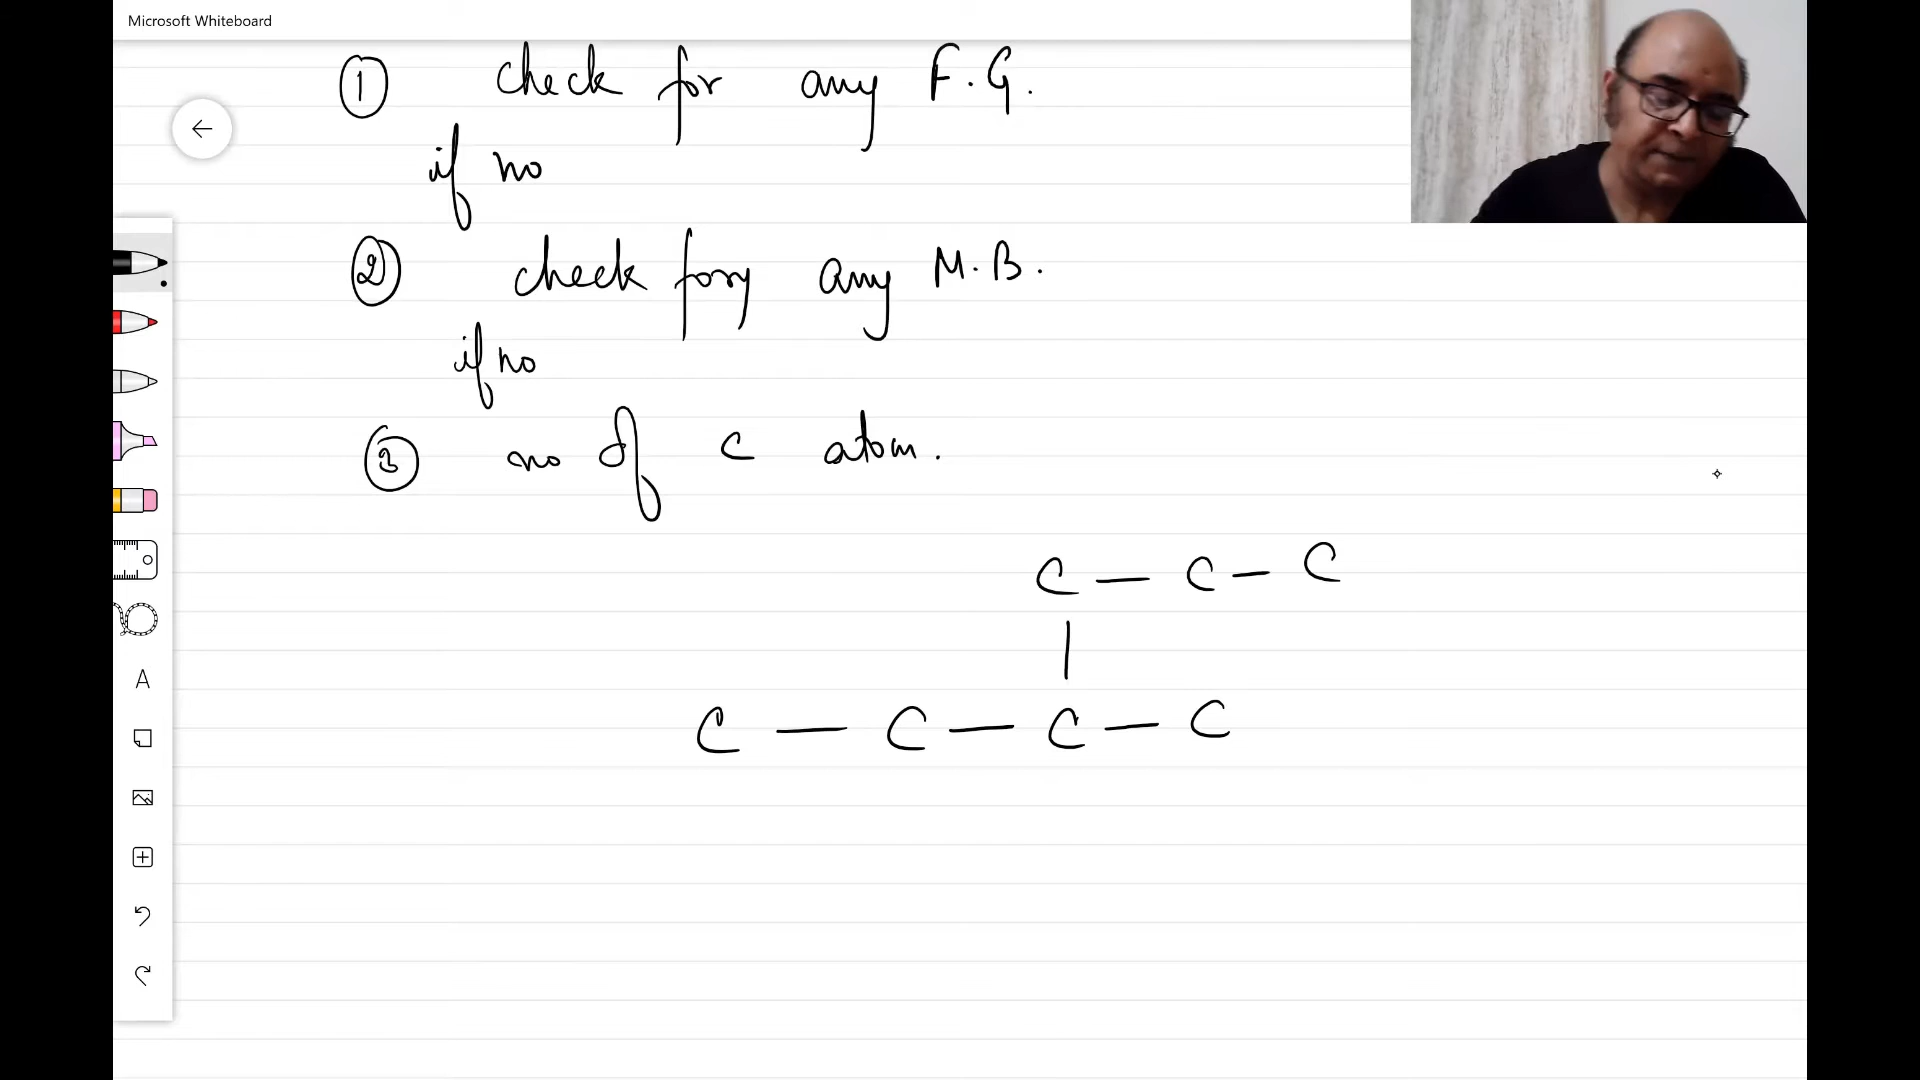 Microsoft Whiteboard
① check for any F.G.
if no
② check fory any M.B.
if no
③ no of C atom.
C — C — C
|
C — C — C — C
A